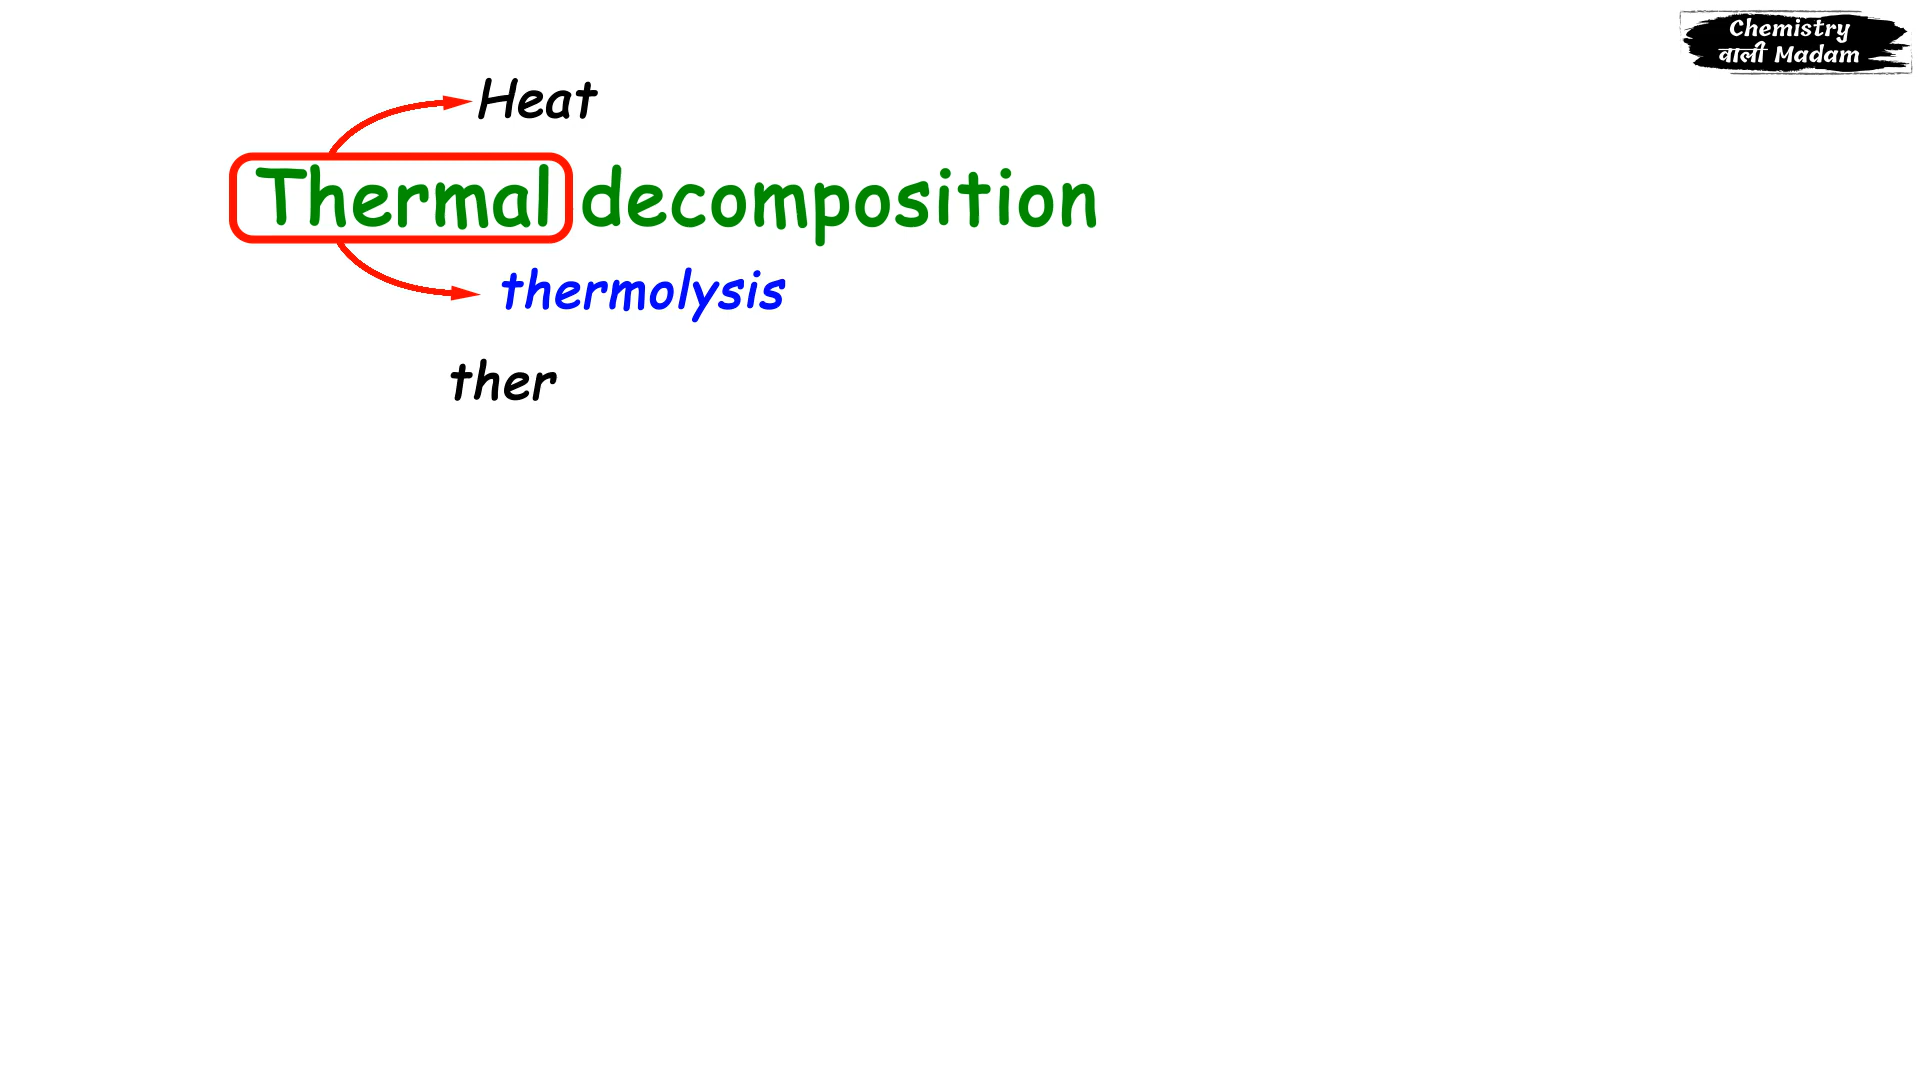 Chemistry
वाली Madam
Heat
Thermal decomposition
thermolysis
ther